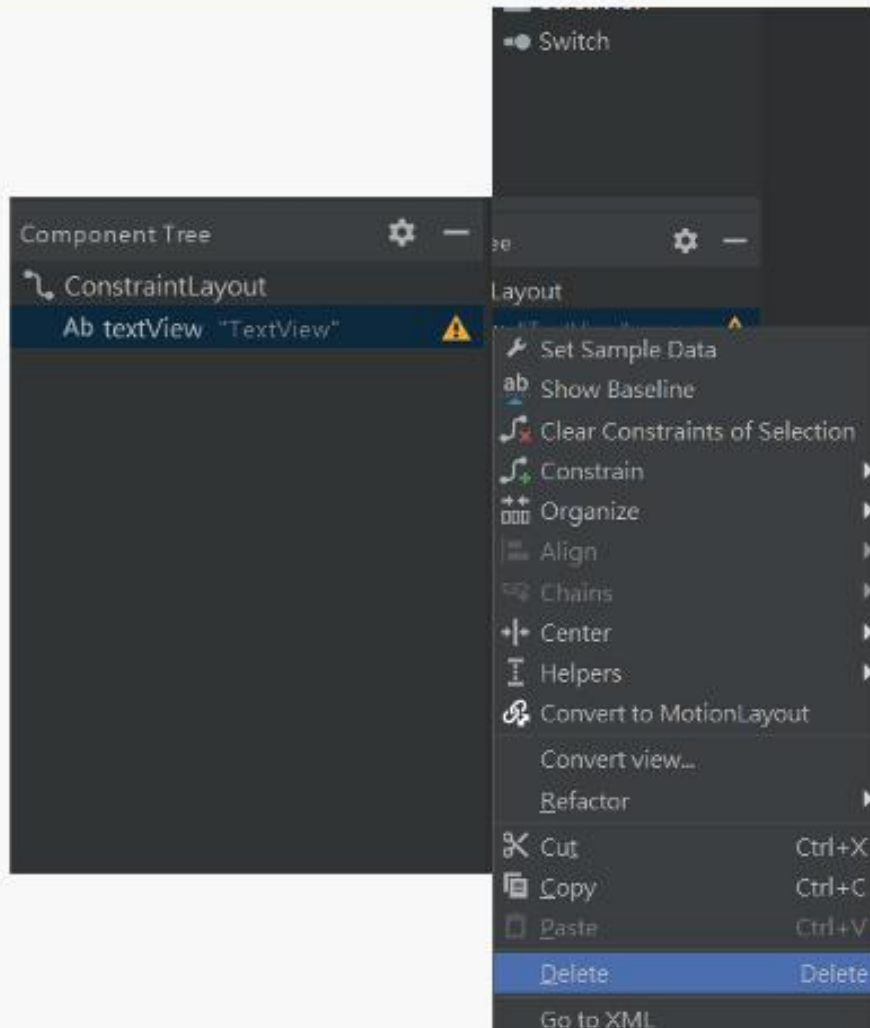 Switch
Component Tree
ConstraintLayout
Ab textView "TextView"
ee
Layout
Set Sample Data
ab Show Baseline
Clear Constraints of Selection
Constrain
Organize
Align
Chains
Center
Helpers
Convert to MotionLayout
Convert view...
Refactor
Cut Ctrl+X
Copy Ctrl+C
Paste Ctrl+V
Delete Delete
Go to XML